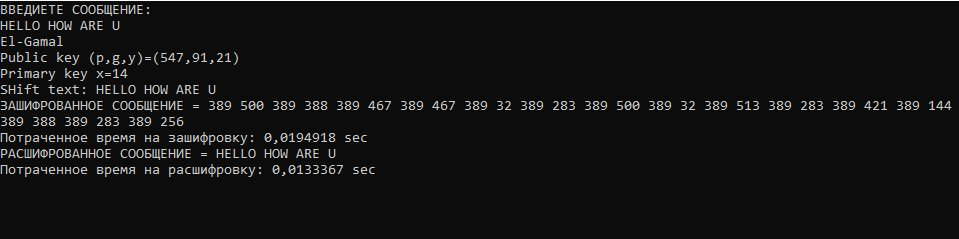 ВВЕДИЕТЕ СООБЩЕНИЕ:
HELLO HOW ARE U
El-Gamal
Public key (p,g,y)=(547,91,21)
Primary key x=14
SHift text: HELLO HOW ARE U
ЗАШИФРОВАННОЕ СООБЩЕНИЕ = 389 500 389 388 389 467 389 467 389 32 389 283 389 500 389 32 389 513 389 283 389 421 389 144
389 388 389 283 389 256
Потраченное время на зашифровку: 0,0194918 sec
РАСШИФРОВАННОЕ СООБЩЕНИЕ = HELLO HOW ARE U
Потраченное время на расшифровку: 0,0133367 sec